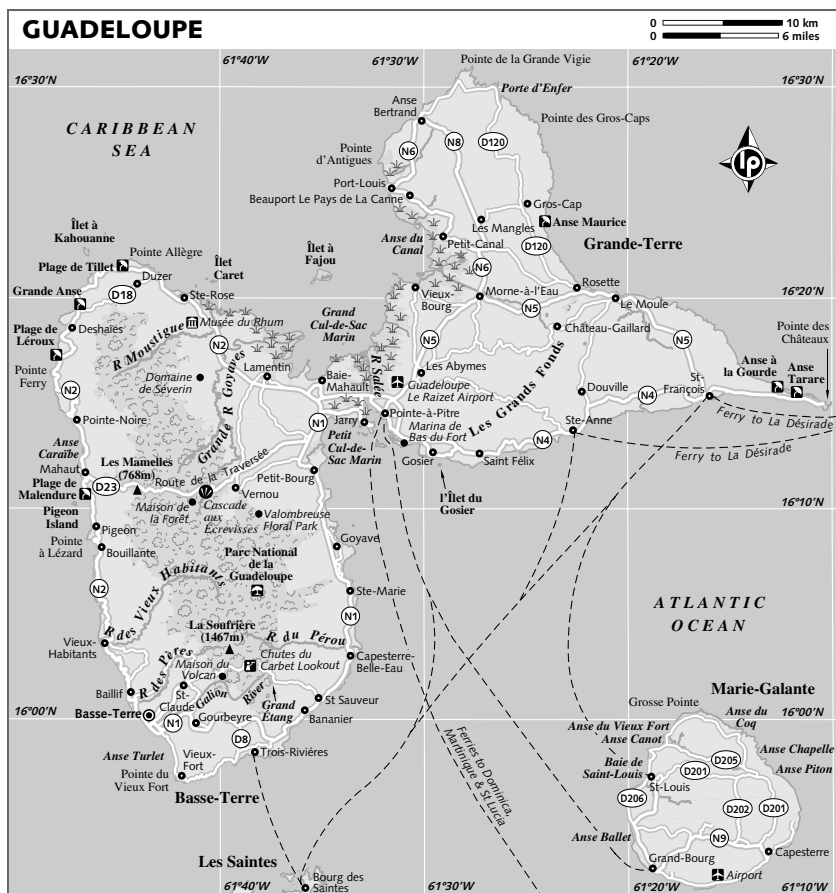 GUADELOUPE
0 10 km
0 6 miles
61°40'W
61°30'W
61°20'W
Pointe de la Grande Vigie
16°30'N
16°30'N
Porte d'Enfer
Anse
Bertrand
Pointe des Gros-Caps
CARIBBEAN
SEA
N6
N8
D120
Pointe
d'Antigues
lp
Port-Louis
Beauport Le Pays de La Canne
Gros-Cap
Anse Maurice
Les Mangles
Îlet à
Kahouanne
Anse du
Canal
Petit-Canal
D120
Grande-Terre
Pointe Allègre
Îlet
Caret
Îlet à
Fajou
Plage de Tillet
Duzer
N6
Grande Anse
D18
Ste-Rose
Vieux-
Bourg
Morne-à-l'Eau
Rosette
Le Moule
16°20'N
16°20'N
Deshaïes
Musée du Rhum
R Moustique
Grand
Cul-de-Sac
Marin
N5
Château-Gaillard
N5
Pointe des
Châteaux
Plage de
Léroux
N2
N5
Pointe
Ferry
Lamentin
Baie-
Mahault
R Salée
Les Abymes
Guadeloupe
Le Raizet Airport
Les Grands Fonds
St-
François
Anse à
la Gourde
Anse
Tarare
Domaine
de Séverin
Grande R Goyaves
Douville
N4
N2
Pointe-Noire
N1
Jarry
Pointe-à-Pitre
Marina de
Bas du Fort
Ste-Anne
Ferry to La Désirade
Anse
Caraïbe
Petit
Cul-de-
Sac Marin
N4
Gosier
Saint Félix
Ferry to La Désirade
Mahaut
Les Mamelles
(768m)
Route de la Traversée
Petit-Bourg
l'Îlet du
Gosier
Plage de
Malendure
D23
Vernou
Maison de
la Forêt
Cascade
aux
Écrevisses
Valombreuse
Floral Park
16°10'N
16°10'N
Pigeon
Island
Pigeon
Pointe
à Lézard
Bouillante
Goyave
Parc National
de la
Guadeloupe
N2
R des Vieux Habitants
Ste-Marie
ATLANTIC
OCEAN
N1
La Soufrière
(1467m)
R du Pérou
Vieux-
Habitants
R des Pères
Maison du
Volcan
Chutes du
Carbet Lookout
Capesterre-
Belle-Eau
Marie-Galante
Baillif
St-
Claude
Galion
River
Grand
Étang
St Sauveur
Bananier
Grosse Pointe
Anse du
Coq
16°00'N
16°00'N
Basse-Terre
N1
Gourbeyre
Anse du Vieux Fort
Anse Canot
Anse Chapelle
D8
Anse Turlet
Vieux-
Fort
Trois-Riviéres
Baie de
Saint-Louis
D205
D201
Anse Piton
Pointe du
Vieux Fort
Basse-Terre
St-Louis
Ferries to Dominica,
Martinique & St Lucia
D206
D202
D201
Anse Ballet
N9
Capesterre
Les Saintes
Grand-Bourg
Airport
Bourg des
Saintes
61°40'W
61°30'W
61°20'W
61°10'W